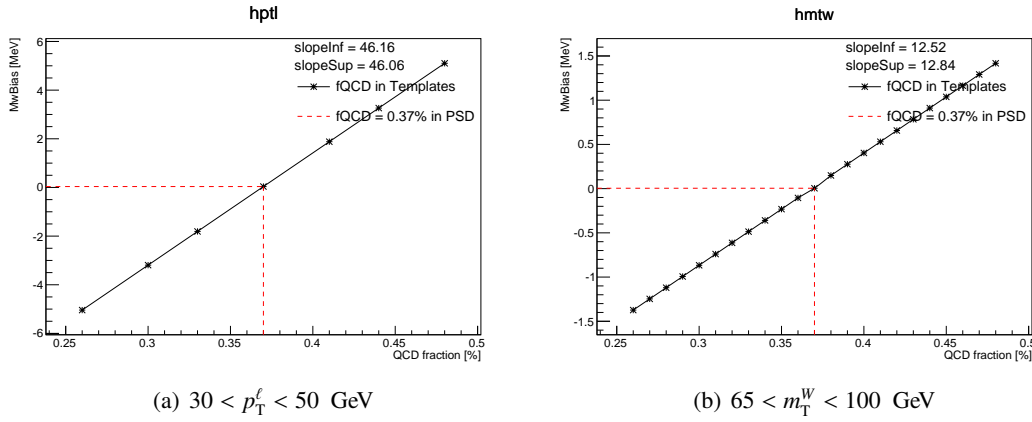 hptl
MwBias [MeV]
6
4
2
0
-2
-4
-6
slopeInf = 46.16
slopeSup = 46.06
fQCD in Templates
fQCD = 0.37% in PSD
0.25 0.3 0.35 0.4 0.45 0.5
QCD fraction [%]
(a) 30 < p_T^ℓ < 50 GeV
hmtw
MwBias [MeV]
1.5
1
0.5
0
-0.5
-1
-1.5
slopeInf = 12.52
slopeSup = 12.84
fQCD in Templates
fQCD = 0.37% in PSD
0.25 0.3 0.35 0.4 0.45 0.5
QCD fraction [%]
(b) 65 < m_T^W < 100 GeV